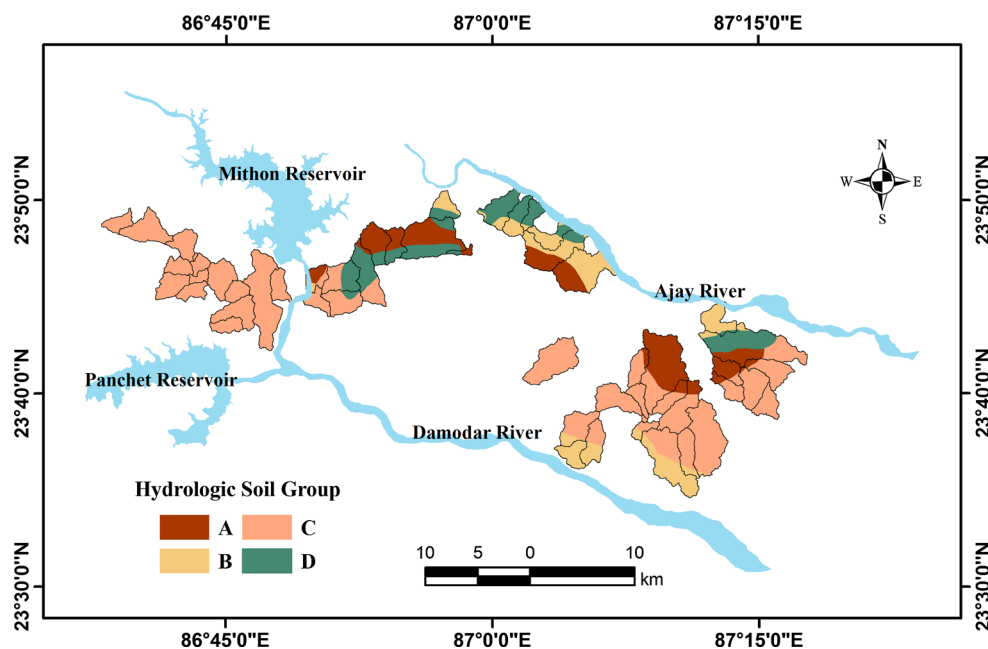 86°45'0"E 87°0'0"E 87°15'0"E
23°50'0"N
23°50'0"N
Mithon Reservoir
N
W E
S
Ajay River
Panchet Reservoir
23°40'0"N
23°40'0"N
Damodar River
Hydrologic Soil Group
A C
B D
10 5 0 10
km
23°30'0"N
23°30'0"N
86°45'0"E 87°0'0"E 87°15'0"E